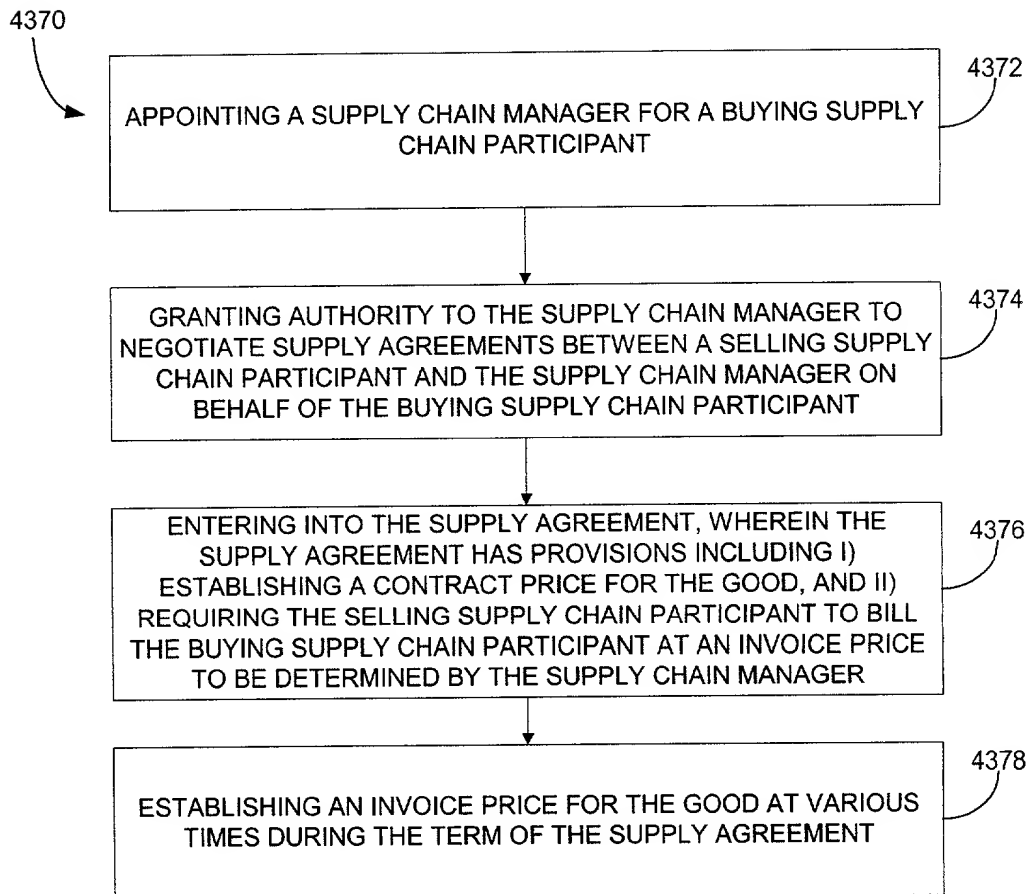 4370
4372
APPOINTING A SUPPLY CHAIN MANAGER FOR A BUYING SUPPLY
CHAIN PARTICIPANT
4374
GRANTING AUTHORITY TO THE SUPPLY CHAIN MANAGER TO
NEGOTIATE SUPPLY AGREEMENTS BETWEEN A SELLING SUPPLY
CHAIN PARTICIPANT AND THE SUPPLY CHAIN MANAGER ON
BEHALF OF THE BUYING SUPPLY CHAIN PARTICIPANT
4376
ENTERING INTO THE SUPPLY AGREEMENT, WHEREIN THE
SUPPLY AGREEMENT HAS PROVISIONS INCLUDING I)
ESTABLISHING A CONTRACT PRICE FOR THE GOOD, AND II)
REQUIRING THE SELLING SUPPLY CHAIN PARTICIPANT TO BILL
THE BUYING SUPPLY CHAIN PARTICIPANT AT AN INVOICE PRICE
TO BE DETERMINED BY THE SUPPLY CHAIN MANAGER
4378
ESTABLISHING AN INVOICE PRICE FOR THE GOOD AT VARIOUS
TIMES DURING THE TERM OF THE SUPPLY AGREEMENT